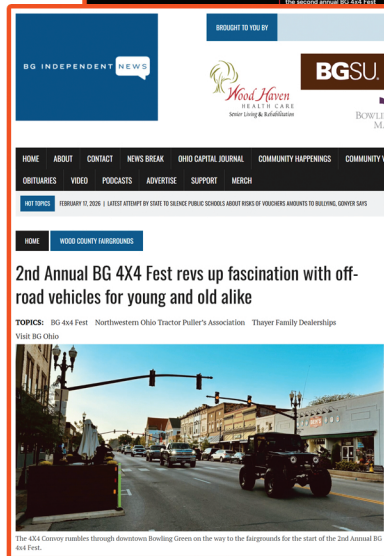 the second annual BG 4x4 Fest
BG INDEPENDENT NEWS
BROUGHT TO YOU BY
Wood Haven
HEALTH CARE
Senior Living & Rehabilitation
BGSU.
HOME ABOUT CONTACT NEWS BREAK OHIO CAPITAL JOURNAL COMMUNITY HAPPENINGS COMMUNITY
OBITUARIES VIDEO PODCASTS ADVERTISE SUPPORT MERCH
HOT TOPICS FEBRUARY 17, 2026 | LATEST ATTEMPT BY STATE TO SILENCE PUBLIC SCHOOLS ABOUT RISKS OF VOUCHERS AMOUNTS TO BULLYING, GONYER SAYS
HOME WOOD COUNTY FAIRGROUNDS
2nd Annual BG 4X4 Fest revs up fascination with off-
road vehicles for young and old alike
TOPICS: BG 4x4 Fest Northwestern Ohio Tractor Puller's Association Thayer Family Dealerships
Visit BG Ohio
The 4X4 Convoy rumbles through downtown Bowling Green on the way to the fairgrounds for the start of the 2nd Annual BG
4x4 Fest.